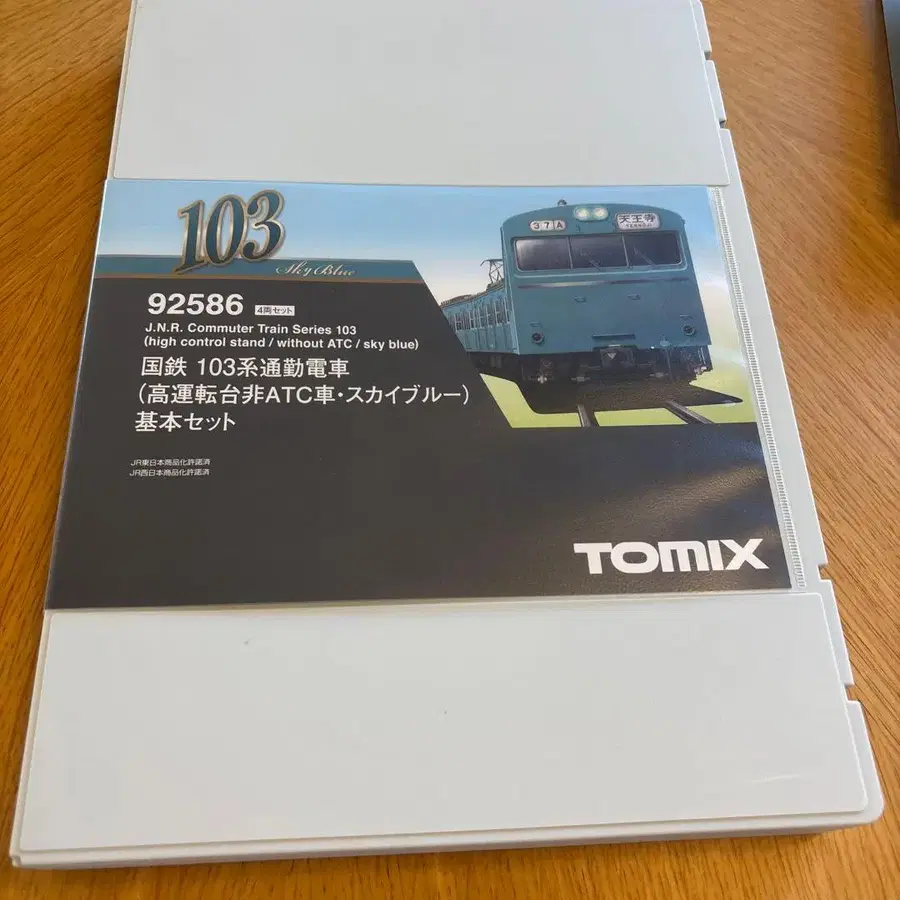 103
Sky Blue
37A
天王寺
92586 4両セット
J.N.R. Commuter Train Series 103
(high control stand / without ATC / sky blue)
国鉄 103系通勤電車
(高運転台非ATC車・スカイブルー)
基本セット
JR東日本商品化許諾済
JR西日本商品化許諾済
TOMIX